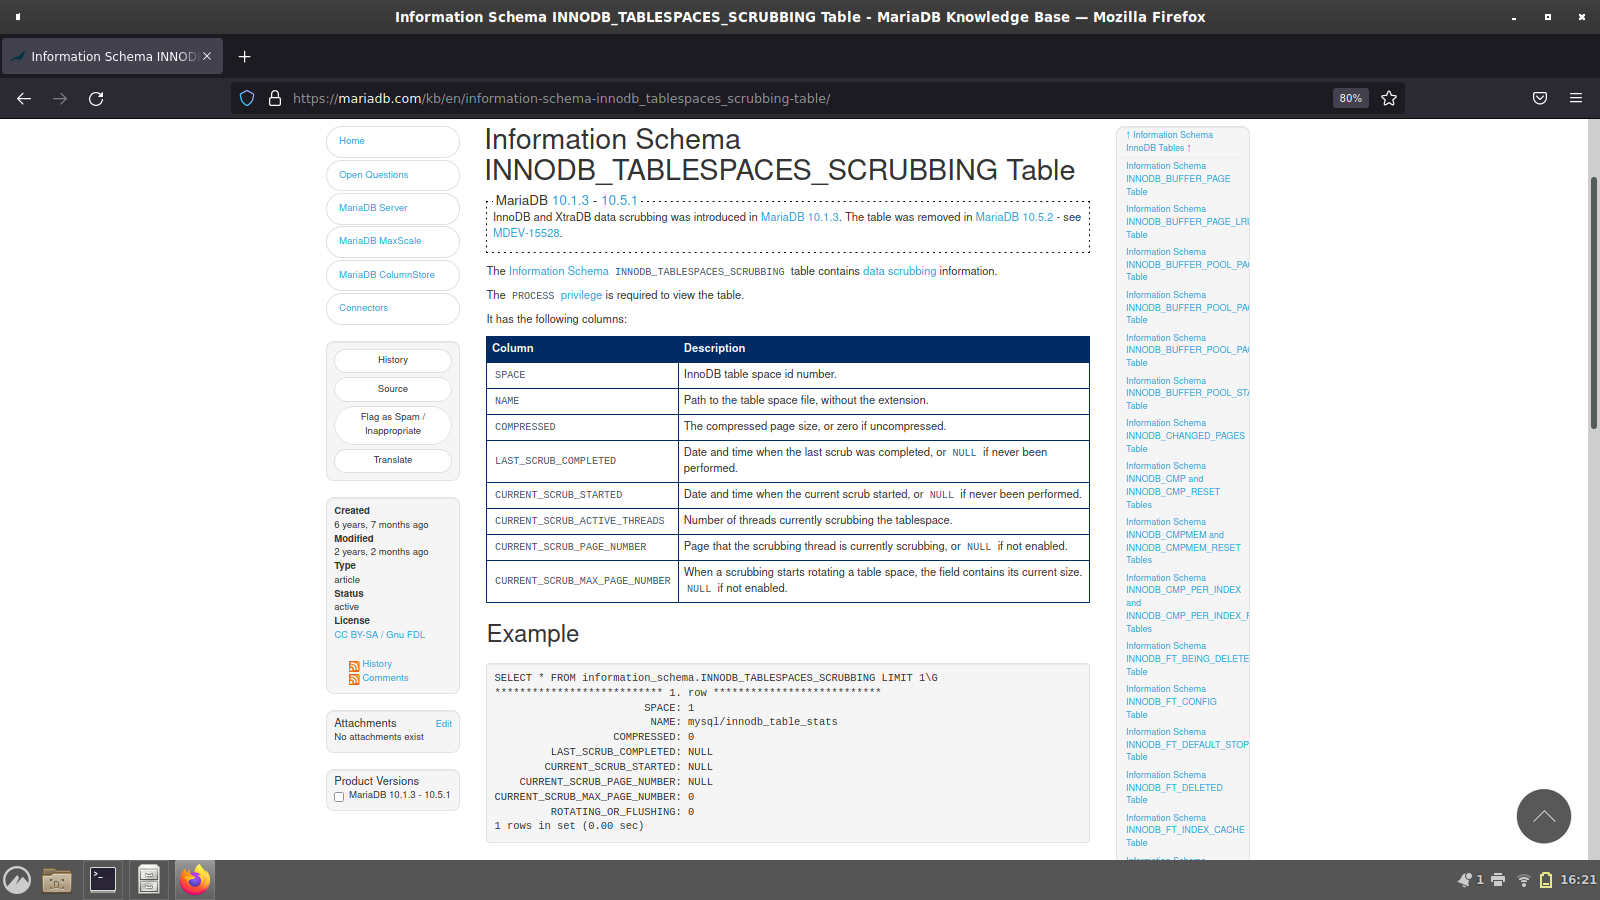 Information Schema INNODB_TABLESPACES_SCRUBBING Table - MariaDB Knowledge Base — Mozilla Firefox
Information Schema INNOD
https://mariadb.com/kb/en/information-schema-innodb_tablespaces_scrubbing-table/
80%
Home
Open Questions
MariaDB Server
MariaDB MaxScale
MariaDB ColumnStore
Connectors
History
Source
Flag as Spam /
Inappropriate
Translate
Created
6 years, 7 months ago
Modified
2 years, 2 months ago
Type
article
Status
active
License
CC BY-SA / Gnu FDL
History
Comments
Attachments Edit
No attachments exist
Product Versions
MariaDB 10.1.3 - 10.5.1
Information Schema
INNODB_TABLESPACES_SCRUBBING Table
MariaDB 10.1.3 - 10.5.1
InnoDB and XtraDB data scrubbing was introduced in MariaDB 10.1.3. The table was removed in MariaDB 10.5.2 - see
MDEV-15528.
The Information Schema INNODB_TABLESPACES_SCRUBBING table contains data scrubbing information.
The PROCESS privilege is required to view the table.
It has the following columns:
Column Description
SPACE InnoDB table space id number.
NAME Path to the table space file, without the extension.
COMPRESSED The compressed page size, or zero if uncompressed.
LAST_SCRUB_COMPLETED Date and time when the last scrub was completed, or NULL if never been
performed.
CURRENT_SCRUB_STARTED Date and time when the current scrub started, or NULL if never been performed.
CURRENT_SCRUB_ACTIVE_THREADS Number of threads currently scrubbing the tablespace.
CURRENT_SCRUB_PAGE_NUMBER Page that the scrubbing thread is currently scrubbing, or NULL if not enabled.
CURRENT_SCRUB_MAX_PAGE_NUMBER When a scrubbing starts rotating a table space, the field contains its current size.
NULL if not enabled.
Example
SELECT * FROM information_schema.INNODB_TABLESPACES_SCRUBBING LIMIT 1\G
*************************** 1. row ***************************
SPACE: 1
NAME: mysql/innodb_table_stats
COMPRESSED: 0
LAST_SCRUB_COMPLETED: NULL
CURRENT_SCRUB_STARTED: NULL
CURRENT_SCRUB_PAGE_NUMBER: NULL
CURRENT_SCRUB_MAX_PAGE_NUMBER: 0
ROTATING_OR_FLUSHING: 0
1 rows in set (0.00 sec)
↑ Information Schema
InnoDB Tables ↑
Information Schema
INNODB_BUFFER_PAGE
Table
Information Schema
INNODB_BUFFER_PAGE_LRU
Table
Information Schema
INNODB_BUFFER_POOL_PAG
Table
Information Schema
INNODB_BUFFER_POOL_PAG
Table
Information Schema
INNODB_BUFFER_POOL_PAG
Table
Information Schema
INNODB_BUFFER_POOL_STA
Table
Information Schema
INNODB_CHANGED_PAGES
Table
Information Schema
INNODB_CMP and
INNODB_CMP_RESET
Tables
Information Schema
INNODB_CMPMEM and
INNODB_CMPMEM_RESET
Tables
Information Schema
INNODB_CMP_PER_INDEX
and
INNODB_CMP_PER_INDEX_R
Tables
Information Schema
INNODB_FT_BEING_DELETE
Table
Information Schema
INNODB_FT_CONFIG
Table
Information Schema
INNODB_FT_DEFAULT_STOP
Table
Information Schema
INNODB_FT_DELETED
Table
Information Schema
INNODB_FT_INDEX_CACHE
Table
1
16:21